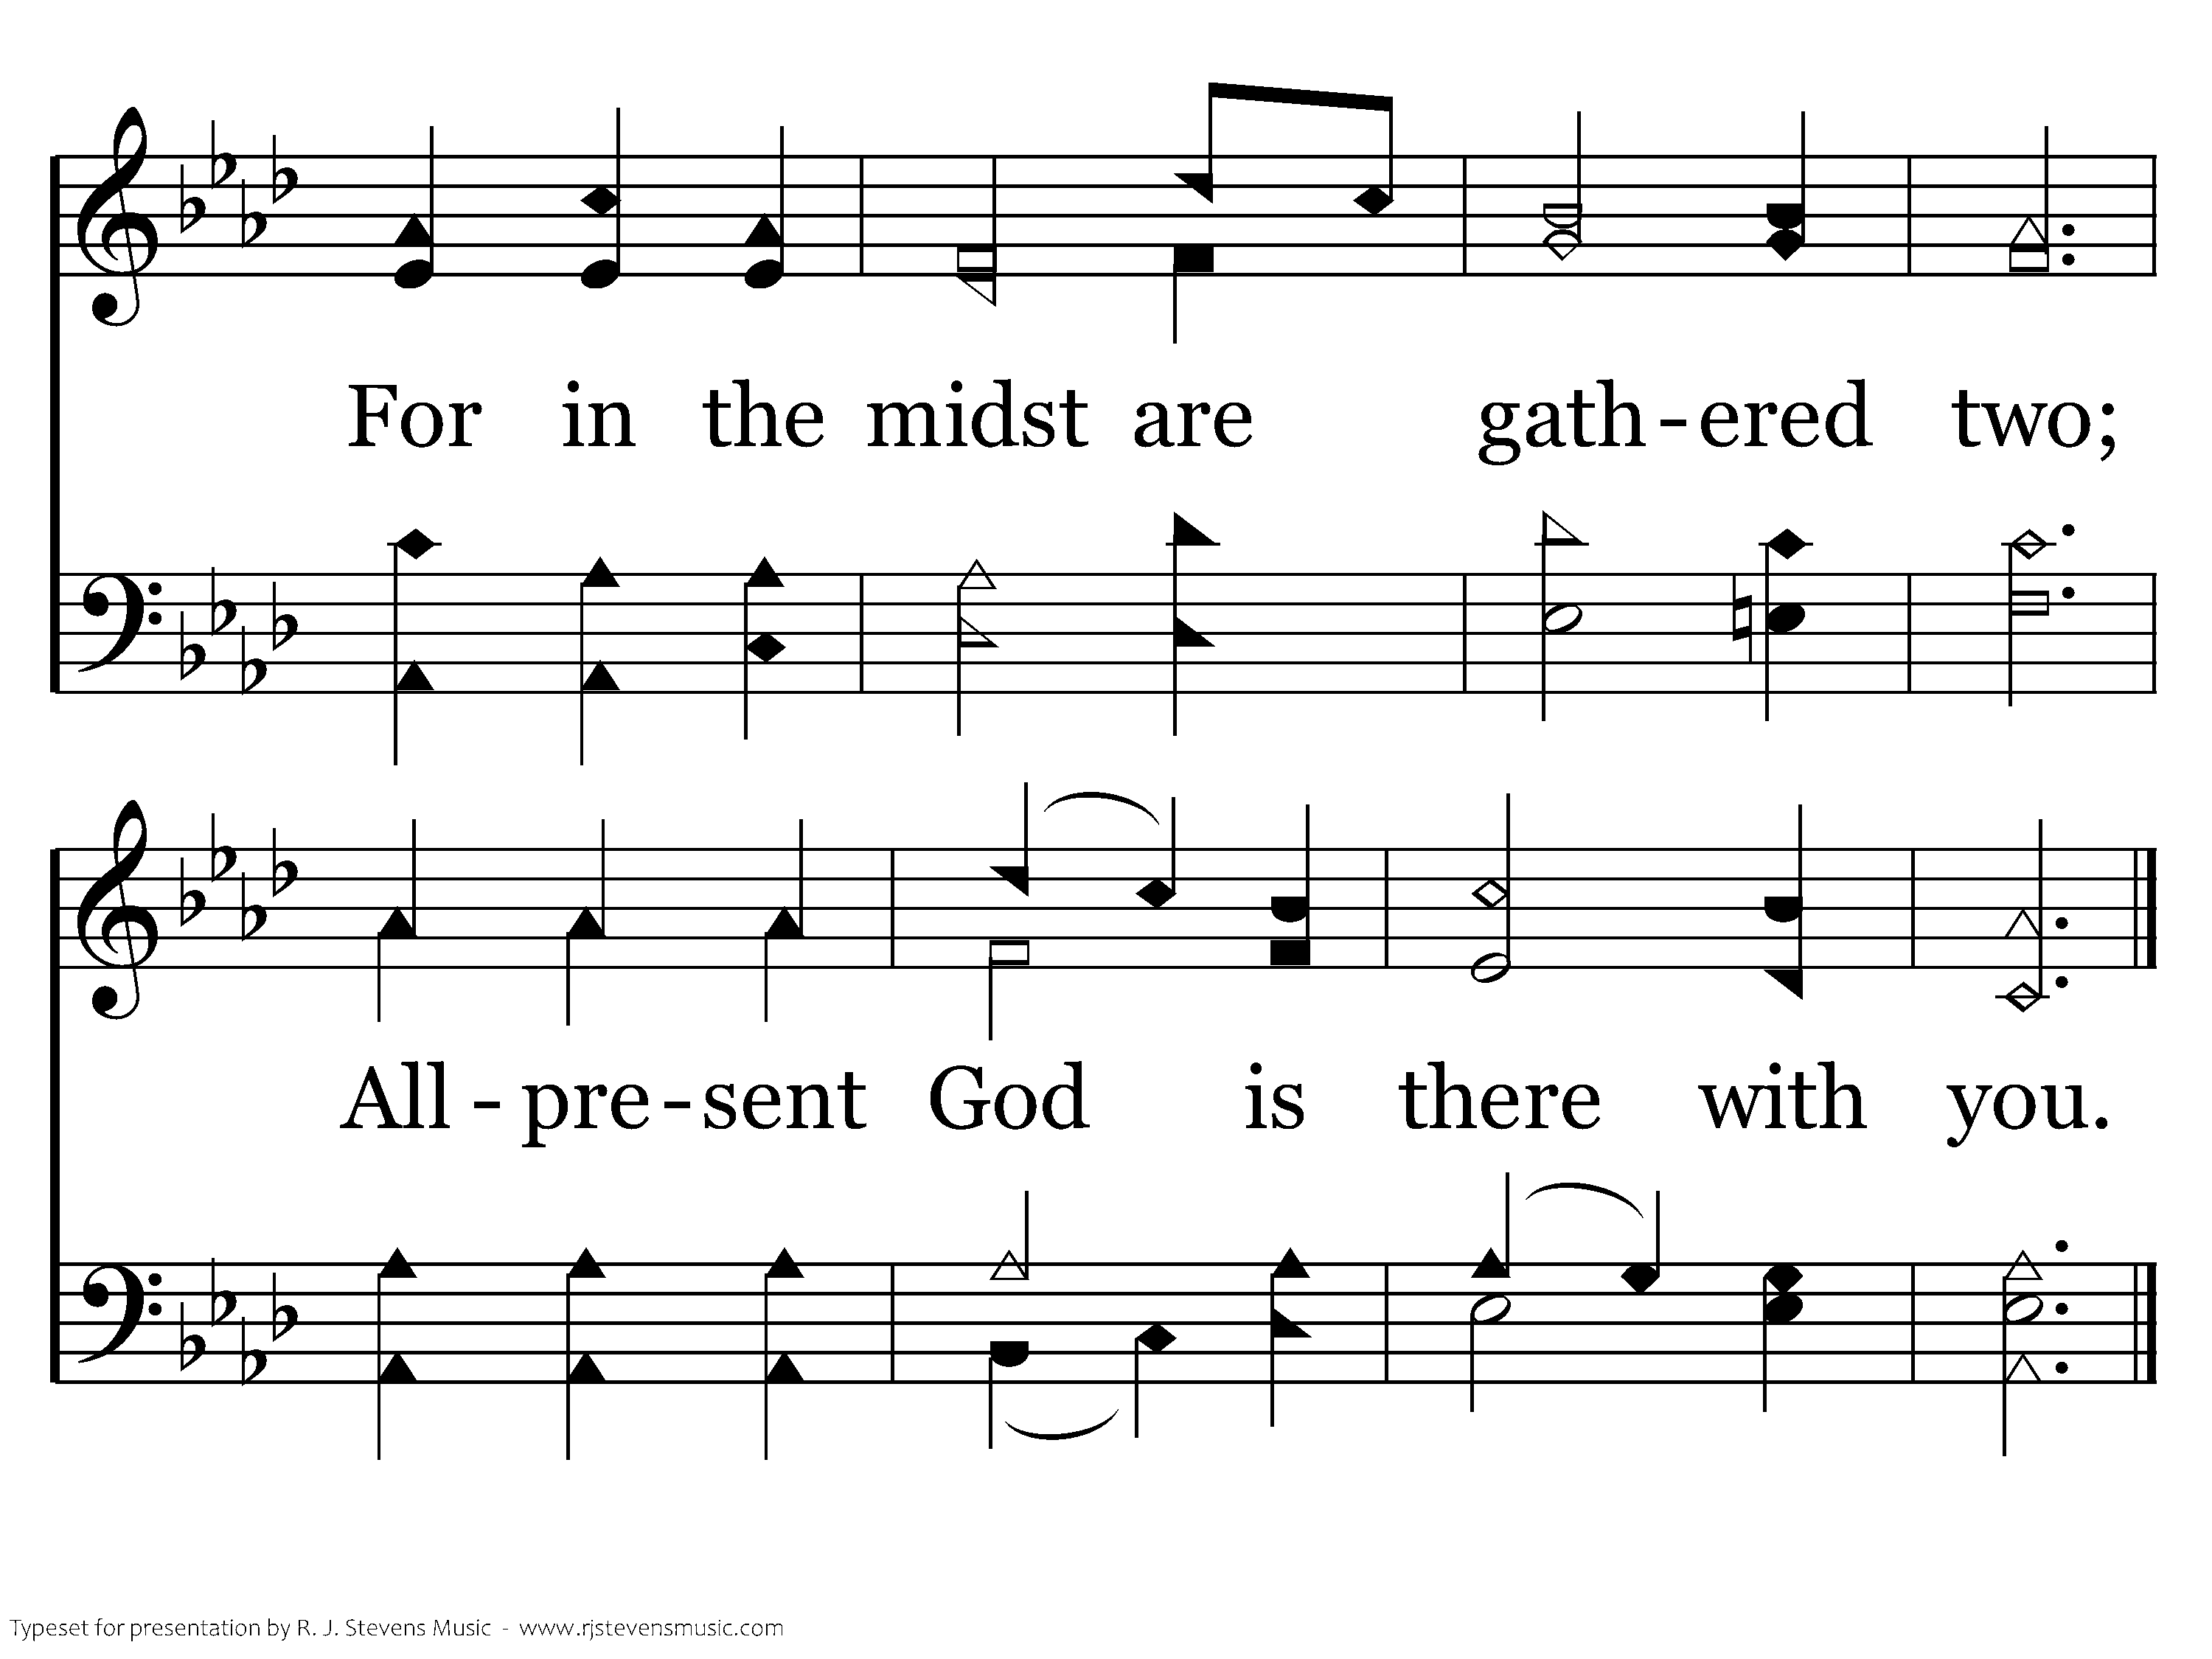 For in the midst are gath-ered two;
All-pre-sent God is there with you.
Typeset for presentation by R. J. Stevens Music - www.rjstevensmusic.com